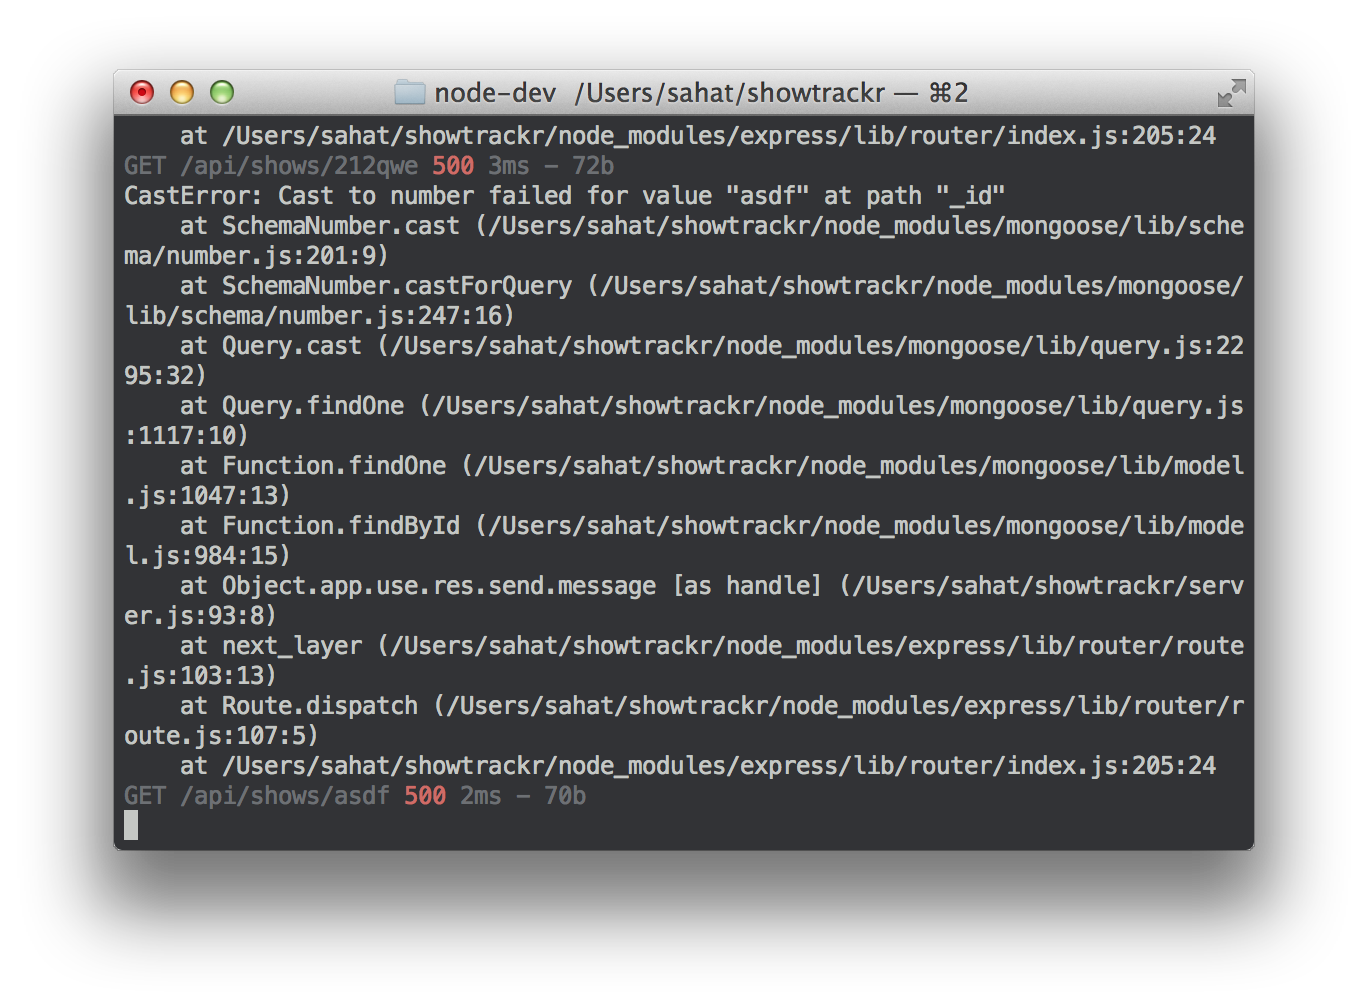 node-dev /Users/sahat/showtrackr — ⌘2
at /Users/sahat/showtrackr/node_modules/express/lib/router/index.js:205:24
GET /api/shows/212qwe 500 3ms - 72b
CastError: Cast to number failed for value "asdf" at path "_id"
at SchemaNumber.cast (/Users/sahat/showtrackr/node_modules/mongoose/lib/sche
ma/number.js:201:9)
at SchemaNumber.castForQuery (/Users/sahat/showtrackr/node_modules/mongoose/
lib/schema/number.js:247:16)
at Query.cast (/Users/sahat/showtrackr/node_modules/mongoose/lib/query.js:22
95:32)
at Query.findOne (/Users/sahat/showtrackr/node_modules/mongoose/lib/query.js
:1117:10)
at Function.findOne (/Users/sahat/showtrackr/node_modules/mongoose/lib/model
.js:1047:13)
at Function.findById (/Users/sahat/showtrackr/node_modules/mongoose/lib/mode
l.js:984:15)
at Object.app.use.res.send.message [as handle] (/Users/sahat/showtrackr/serv
er.js:93:8)
at next_layer (/Users/sahat/showtrackr/node_modules/express/lib/router/route
.js:103:13)
at Route.dispatch (/Users/sahat/showtrackr/node_modules/express/lib/router/r
oute.js:107:5)
at /Users/sahat/showtrackr/node_modules/express/lib/router/index.js:205:24
GET /api/shows/asdf 500 2ms - 70b